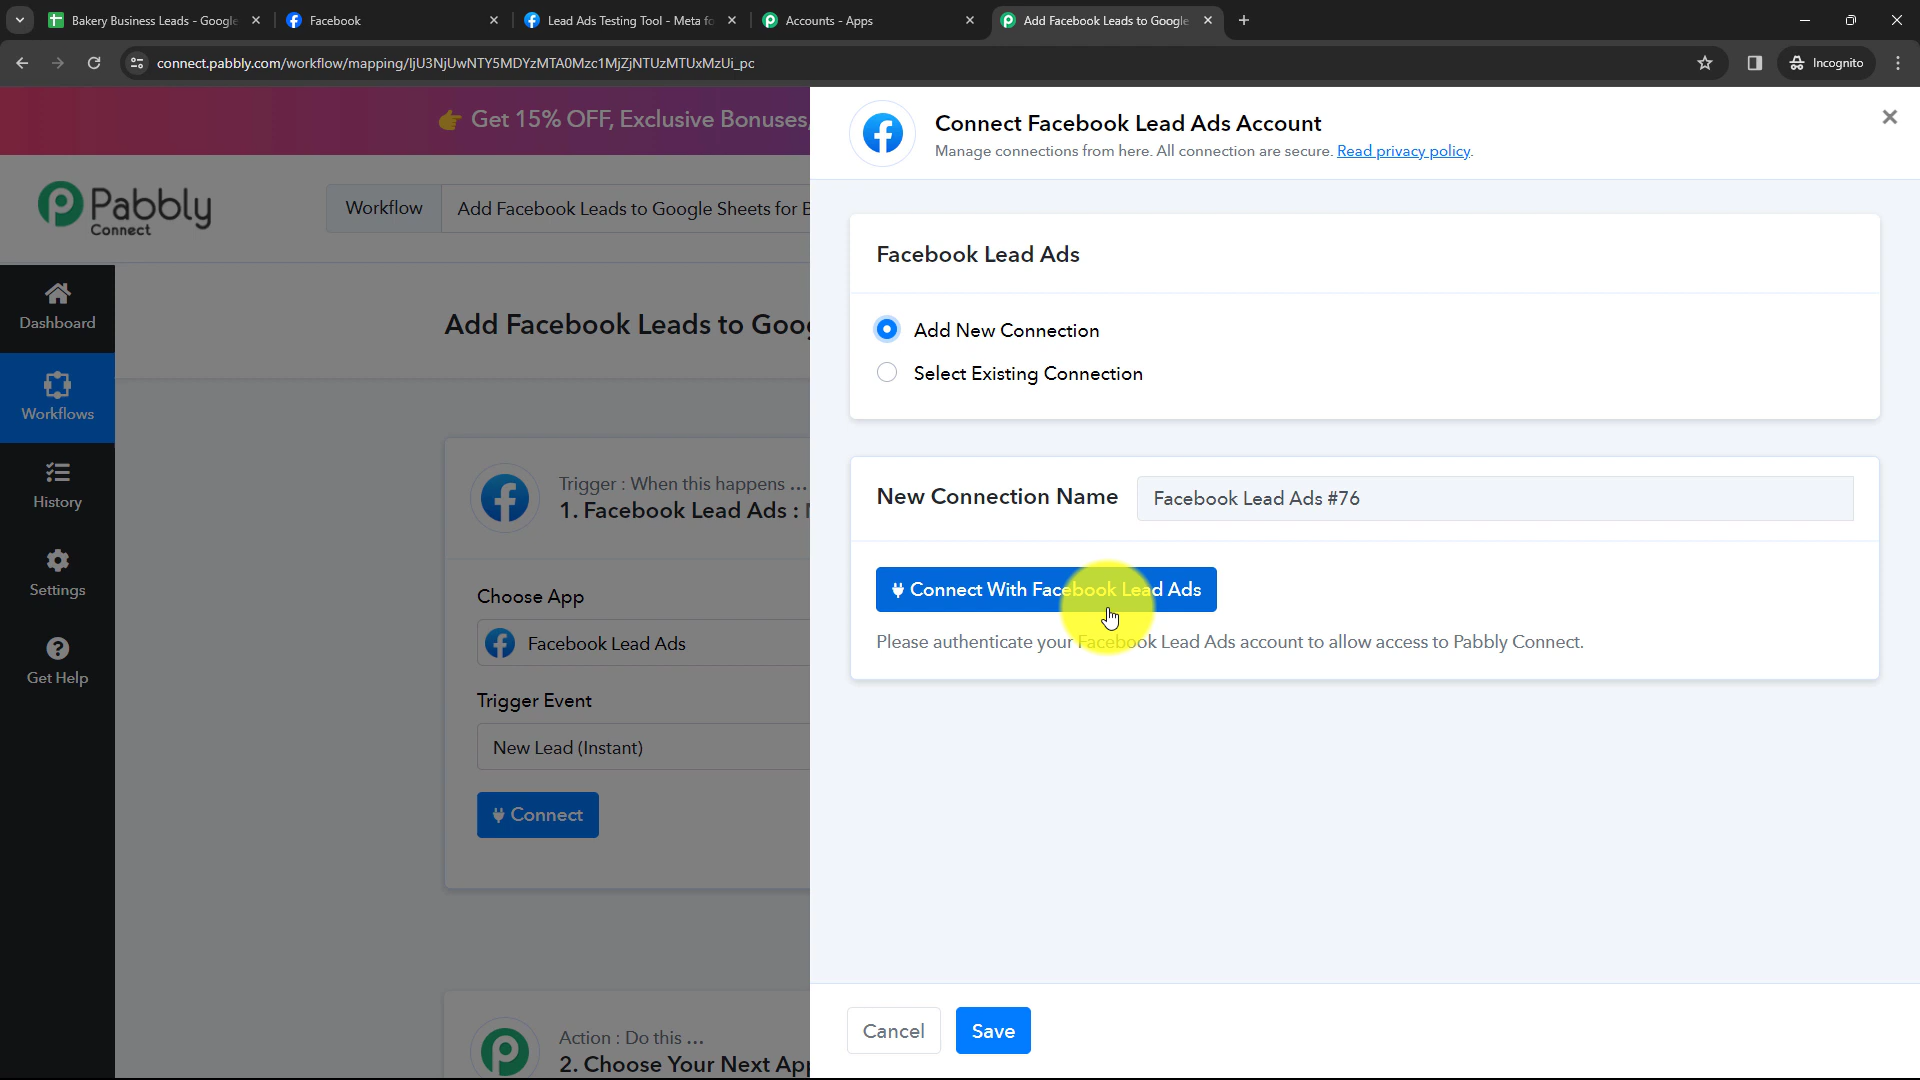 Bakery Business Leads - Google
Facebook
Lead Ads Testing Tool - Meta fo
Accounts - Apps
Add Facebook Leads to Google
connect.pabbly.com/workflow/mapping/IjU3NjUwNTY5MDYzMTA0Mzc1MjZjNTUzMTUxMzUi_pc
Incognito
Get 15% OFF, Exclusive Bonuses,
Connect Facebook Lead Ads Account
Manage connections from here. All connection are secure. Read privacy policy.
Pabbly
Connect
Workflow
Add Facebook Leads to Google Sheets for B
Facebook Lead Ads
Add New Connection
Select Existing Connection
Dashboard
Workflows
History
Settings
Get Help
Add Facebook Leads to Goog
Trigger : When this happens ...
1. Facebook Lead Ads :
Choose App
Facebook Lead Ads
Trigger Event
New Lead (Instant)
Connect
New Connection Name
Facebook Lead Ads #76
Connect With Facebook Lead Ads
Please authenticate your Facebook Lead Ads account to allow access to Pabbly Connect.
Action : Do this ...
2. Choose Your Next App
Cancel
Save